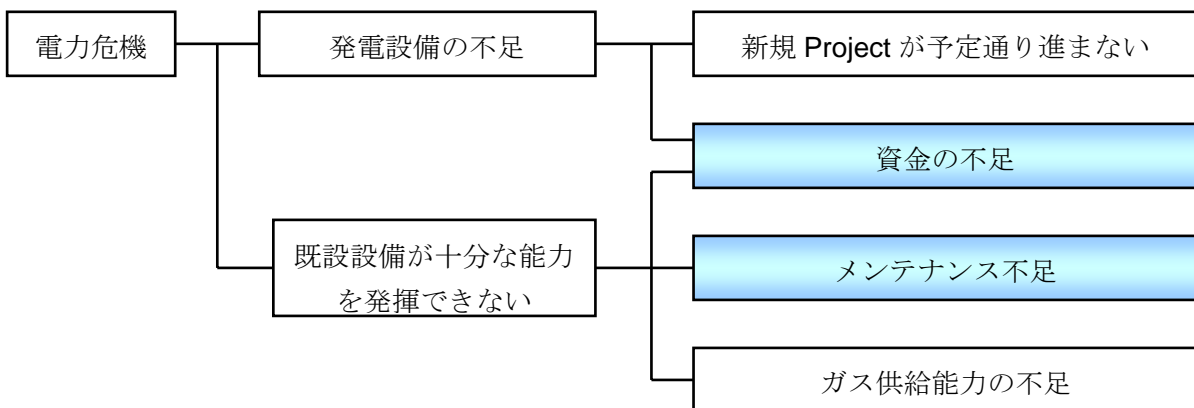 電力危機
発電設備の不足
新規 Project が予定通り進まない
資金の不足
既設設備が十分な能力
を発揮できない
メンテナンス不足
ガス供給能力の不足